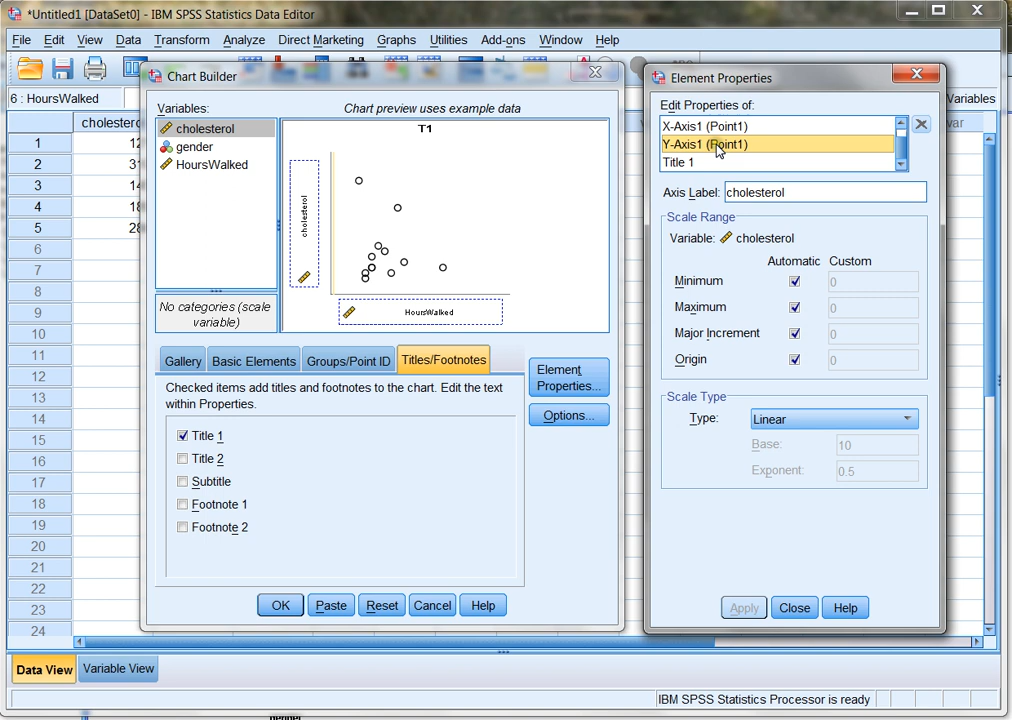 *Untitled1 [DataSet0] - IBM SPSS Statistics Data Editor
File Edit View Data Transform Analyze Direct Marketing Graphs Utilities Add-ons Window Help
6 : HoursWalked
Variables
cholestero
var
1 12
2 31
3 14
4 18
5 28
6
7
8
9
10
11
12
13
14
15
16
17
18
19
20
21
22
23
24
Chart Builder
Variables:
cholesterol
gender
HoursWalked
No categories (scale
variable)
Chart preview uses example data
T1
cholesterol
HoursWalked
Gallery Basic Elements Groups/Point ID Titles/Footnotes
Checked items add titles and footnotes to the chart. Edit the text
within Properties.
Title 1
Title 2
Subtitle
Footnote 1
Footnote 2
Element
Properties...
Options...
OK Paste Reset Cancel Help
Element Properties
Edit Properties of:
X-Axis1 (Point1)
Y-Axis1 (Point1)
Title 1
Axis Label: cholesterol
Scale Range
Variable: cholesterol
Automatic Custom
Minimum 0
Maximum 0
Major Increment 0
Origin 0
Scale Type
Type: Linear
Base: 10
Exponent: 0.5
Apply Close Help
Data View Variable View
IBM SPSS Statistics Processor is ready